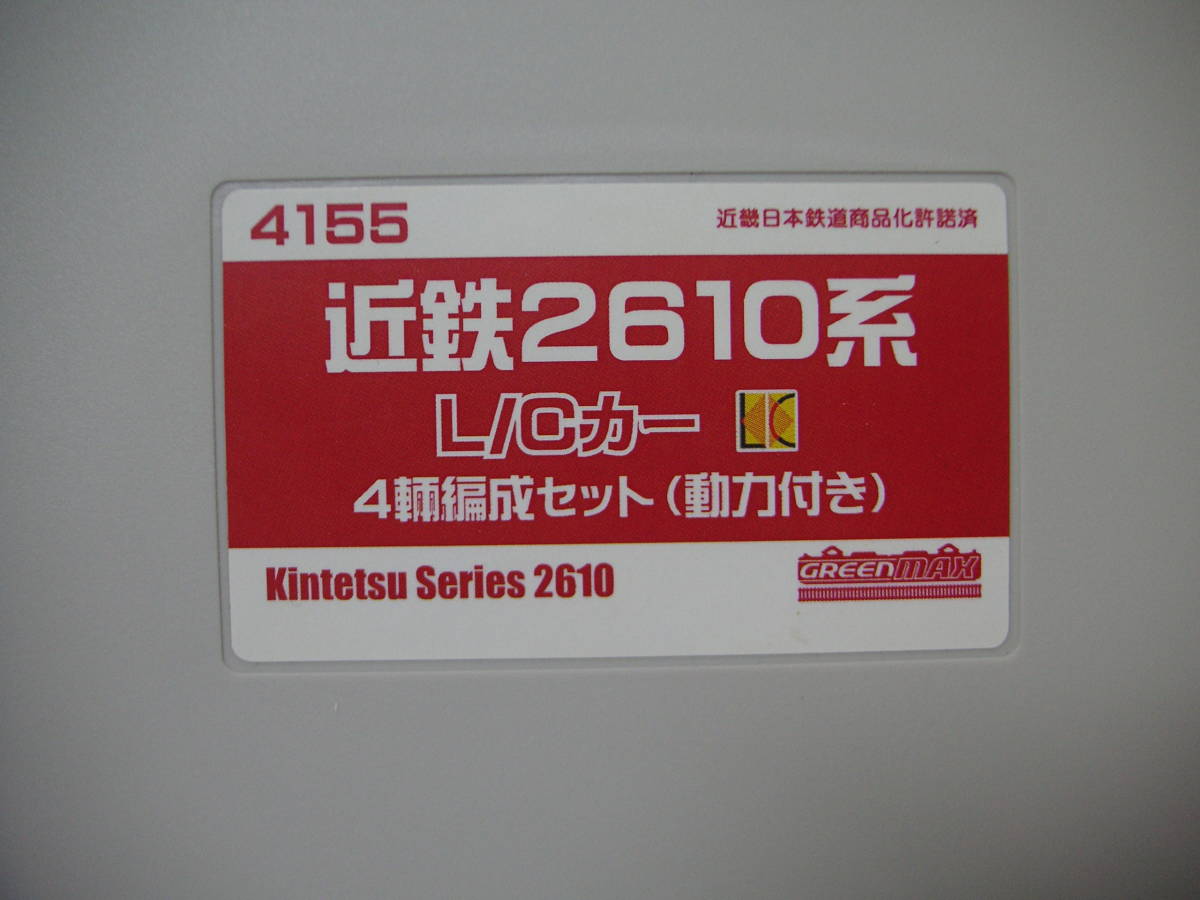 4155 近畿日本鉄道商品化許諾済
近鉄2610系
L/Cカー LC
4輌編成セット(動力付き)
Kintetsu Series 2610 GREENMAX